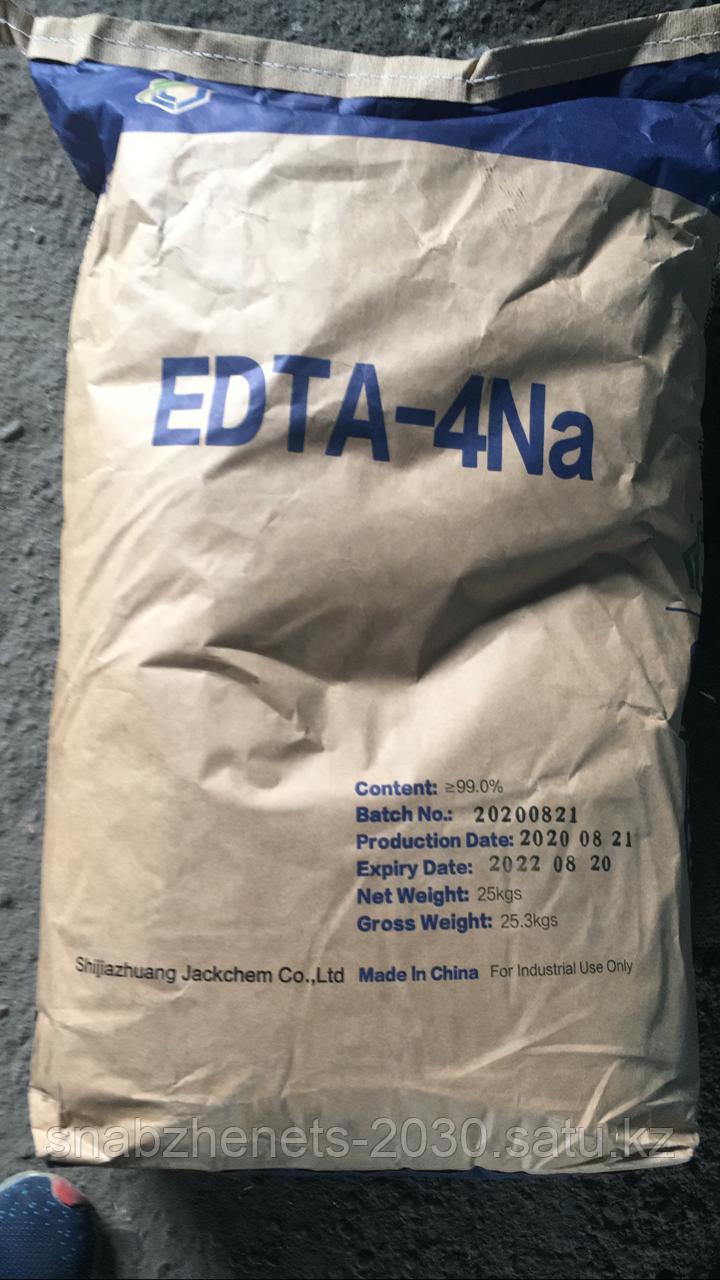 EDTA-4Na
Content: ≥99.0%
Batch No.: 20200821
Production Date: 2020 08 21
Expiry Date: 2022 08 20
Net Weight: 25kgs
Gross Weight: 25.3kgs
Shijiazhuang Jackchem Co.,Ltd Made In China For Industrial Use Only
snabzhenets-2030.satu.kz